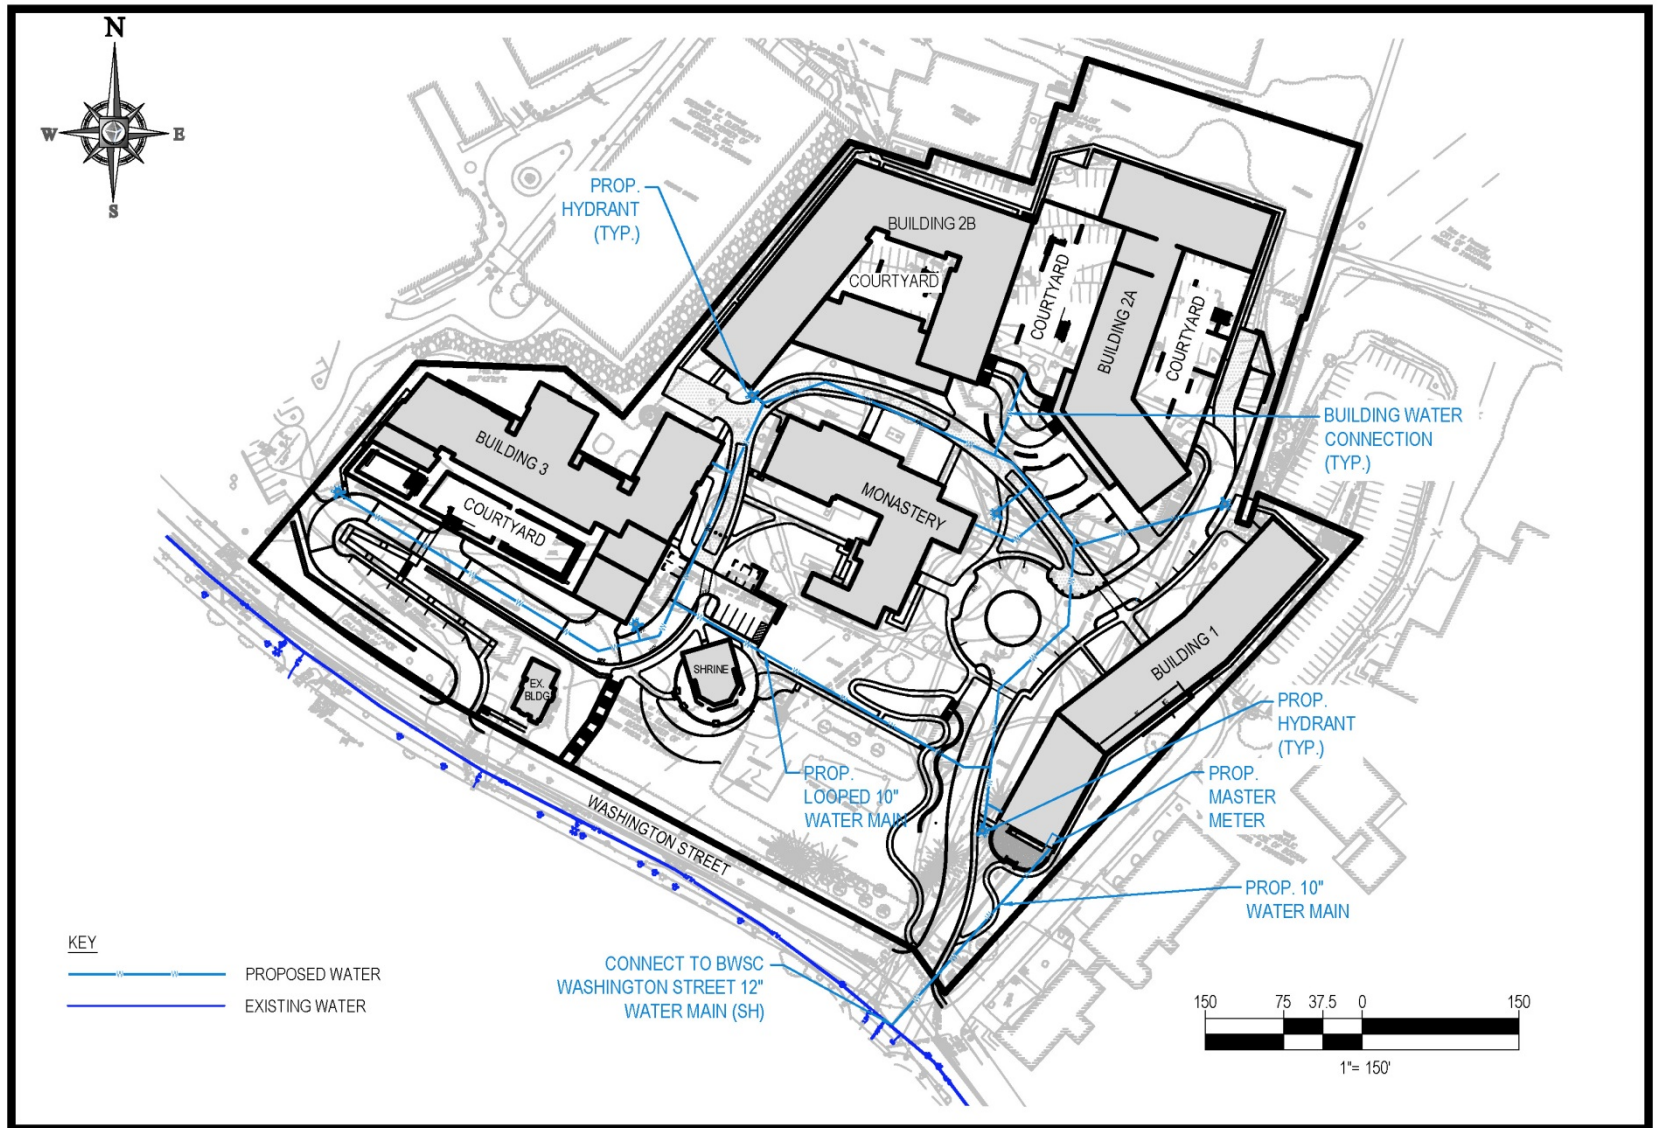 N
W
E
S
PROP.
HYDRANT
(TYP.)
BUILDING 2B
COURTYARD
COURTYARD
BUILDING 2A
COURTYARD
BUILDING WATER
CONNECTION
(TYP.)
BUILDING 3
COURTYARD
MONASTERY
BUILDING 1
SHRINE
EX.
BLDG
PROP.
HYDRANT
(TYP.)
PROP.
LOOPED 10"
WATER MAIN
PROP.
MASTER
METER
WASHINGTON STREET
PROP. 10"
WATER MAIN
CONNECT TO BWSC
WASHINGTON STREET 12"
WATER MAIN (SH)
KEY
W W PROPOSED WATER
EXISTING WATER
150 75 37.5 0 150
1"= 150'